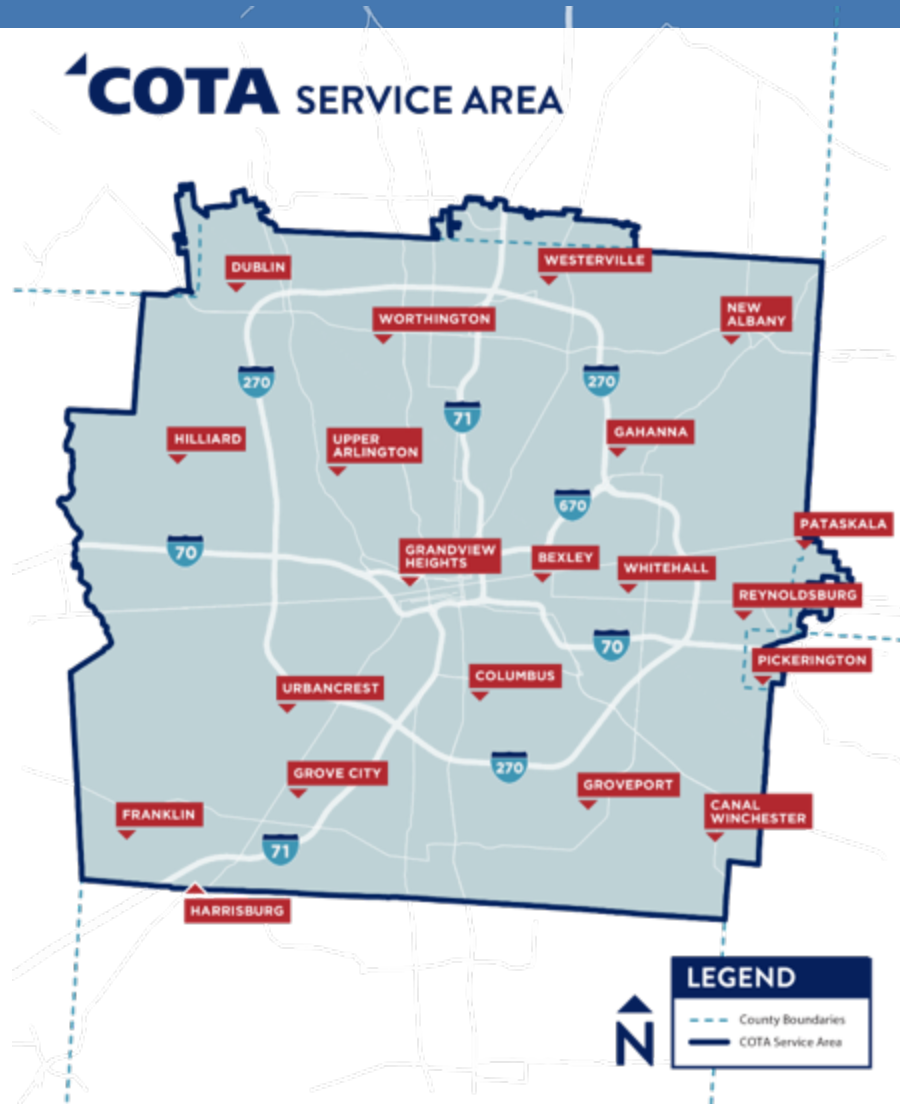 COTA SERVICE AREA
DUBLIN
WESTERVILLE
NEW
ALBANY
WORTHINGTON
270
270
71
HILLIARD
UPPER
ARLINGTON
GAHANNA
670
PATASKALA
70
GRANDVIEW
HEIGHTS
BEXLEY
WHITEHALL
REYNOLDSBURG
70
PICKERINGTON
COLUMBUS
URBANCREST
270
GROVE CITY
GROVEPORT
CANAL
WINCHESTER
FRANKLIN
71
HARRISBURG
LEGEND
County Boundaries
COTA Service Area
N